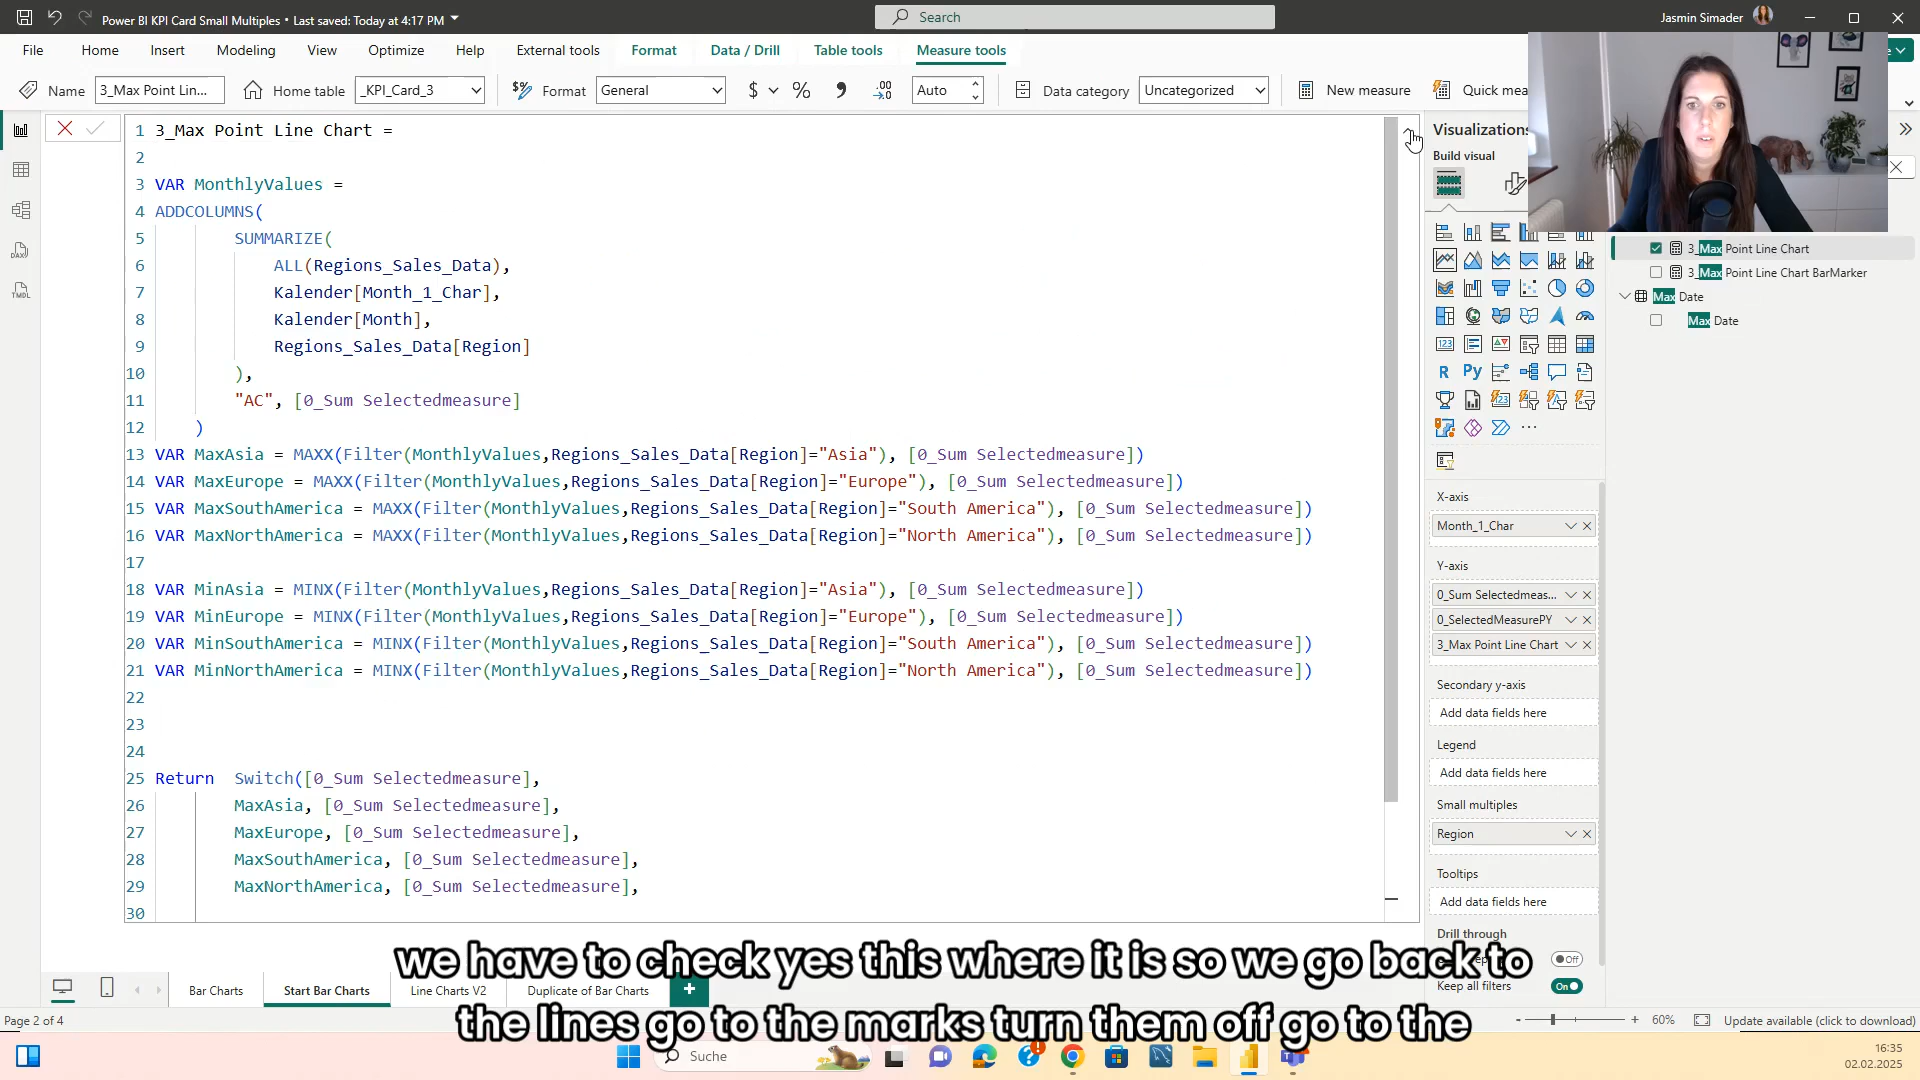 Power BI KPI Card Small Multiples • Last saved: Today at 4:17 PM
Search
Jasmin Simader
File
Home
Insert
Modeling
View
Optimize
Help
External tools
Format
Data / Drill
Table tools
Measure tools
Name
3_Max Point Lin...
Home table
_KPI_Card_3
Format
General
$
%
Auto
Data category
Uncategorized
New measure
Quick mea
1 3_Max Point Line Chart =
2
3 VAR MonthlyValues =
4 ADDCOLUMNS(
5 SUMMARIZE(
6 ALL(Regions_Sales_Data),
7 Kalender[Month_1_Char],
8 Kalender[Month],
9 Regions_Sales_Data[Region]
10 ),
11 "AC", [0_Sum Selectedmeasure]
12 )
13 VAR MaxAsia = MAXX(Filter(MonthlyValues,Regions_Sales_Data[Region]="Asia"), [0_Sum Selectedmeasure])
14 VAR MaxEurope = MAXX(Filter(MonthlyValues,Regions_Sales_Data[Region]="Europe"), [0_Sum Selectedmeasure])
15 VAR MaxSouthAmerica = MAXX(Filter(MonthlyValues,Regions_Sales_Data[Region]="South America"), [0_Sum Selectedmeasure])
16 VAR MaxNorthAmerica = MAXX(Filter(MonthlyValues,Regions_Sales_Data[Region]="North America"), [0_Sum Selectedmeasure])
17
18 VAR MinAsia = MINX(Filter(MonthlyValues,Regions_Sales_Data[Region]="Asia"), [0_Sum Selectedmeasure])
19 VAR MinEurope = MINX(Filter(MonthlyValues,Regions_Sales_Data[Region]="Europe"), [0_Sum Selectedmeasure])
20 VAR MinSouthAmerica = MINX(Filter(MonthlyValues,Regions_Sales_Data[Region]="South America"), [0_Sum Selectedmeasure])
21 VAR MinNorthAmerica = MINX(Filter(MonthlyValues,Regions_Sales_Data[Region]="North America"), [0_Sum Selectedmeasure])
22
23
24
25 Return Switch([0_Sum Selectedmeasure],
26 MaxAsia, [0_Sum Selectedmeasure],
27 MaxEurope, [0_Sum Selectedmeasure],
28 MaxSouthAmerica, [0_Sum Selectedmeasure],
29 MaxNorthAmerica, [0_Sum Selectedmeasure],
30
Visualizations
Build visual
R
Py
123
X-axis
Month_1_Char
Y-axis
0_Sum Selectedmeas...
0_SelectedMeasurePY
3_Max Point Line Chart
Secondary y-axis
Add data fields here
Legend
Add data fields here
Small multiples
Region
Tooltips
Add data fields here
Drill through
Off
Keep all filters
On
3_Max Point Line Chart
3_Max Point Line Chart BarMarker
Max Date
Max Date
DAX
TMDL
Bar Charts
Start Bar Charts
Line Charts V2
Duplicate of Bar Charts
+
we have to check yes this where it is so we go back to
the lines go to the marks turn them off go to the
Page 2 of 4
- + 60%
Update available (click to download)
Suche
16:35
02.02.2025